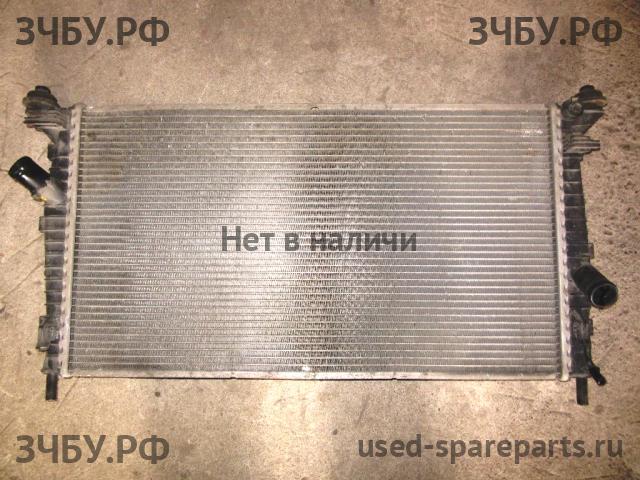 ЗЧБУ.РФ ЗЧБУ.РФ
Нет в наличи
ЗЧБУ.РФ used-spareparts.ru